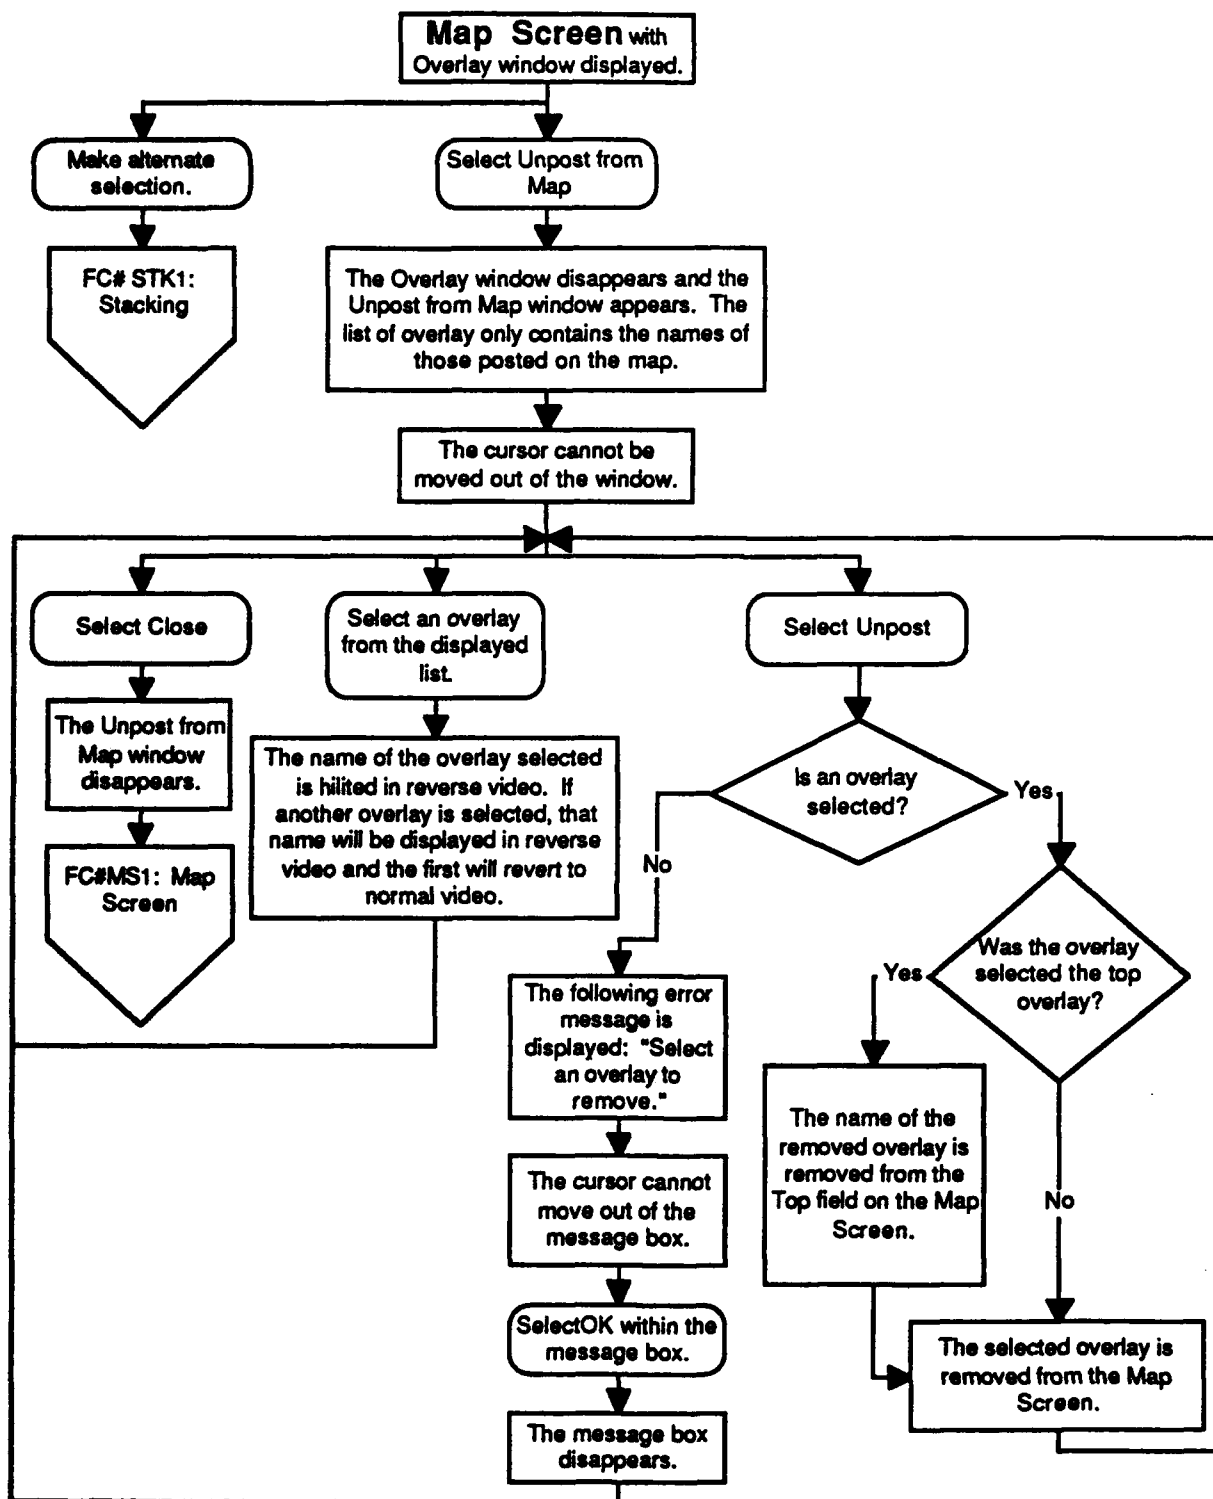 Map Screen with
Overlay window displayed.
Make alternate
selection.
Select Unpost from
Map
FC# STK1:
Stacking
The Overlay window disappears and the
Unpost from Map window appears. The
list of overlay only contains the names of
those posted on the map.
The cursor cannot be
moved out of the window.
Select Close
Select an overlay
from the displayed
list.
Select Unpost
The Unpost from
Map window
disappears.
The name of the overlay selected
is hilited in reverse video. If
another overlay is selected, that
name will be displayed in reverse
video and the first will revert to
normal video.
Is an overlay
selected?
Yes
No
FC#MS1: Map
Screen
Was the overlay
selected the top
overlay?
Yes
The following error
message is
displayed: "Select
an overlay to
remove."
The name of the
removed overlay is
removed from the
Top field on the Map
Screen.
No
The cursor cannot
move out of the
message box.
SelectOK within the
message box.
The selected overlay is
removed from the Map
Screen.
The message box
disappears.